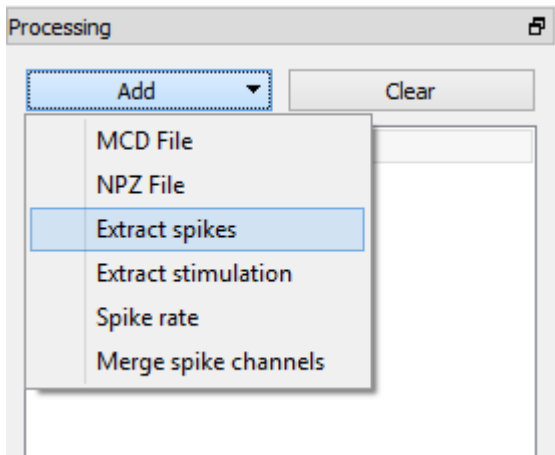 Processing
Add Clear
MCD File
NPZ File
Extract spikes
Extract stimulation
Spike rate
Merge spike channels